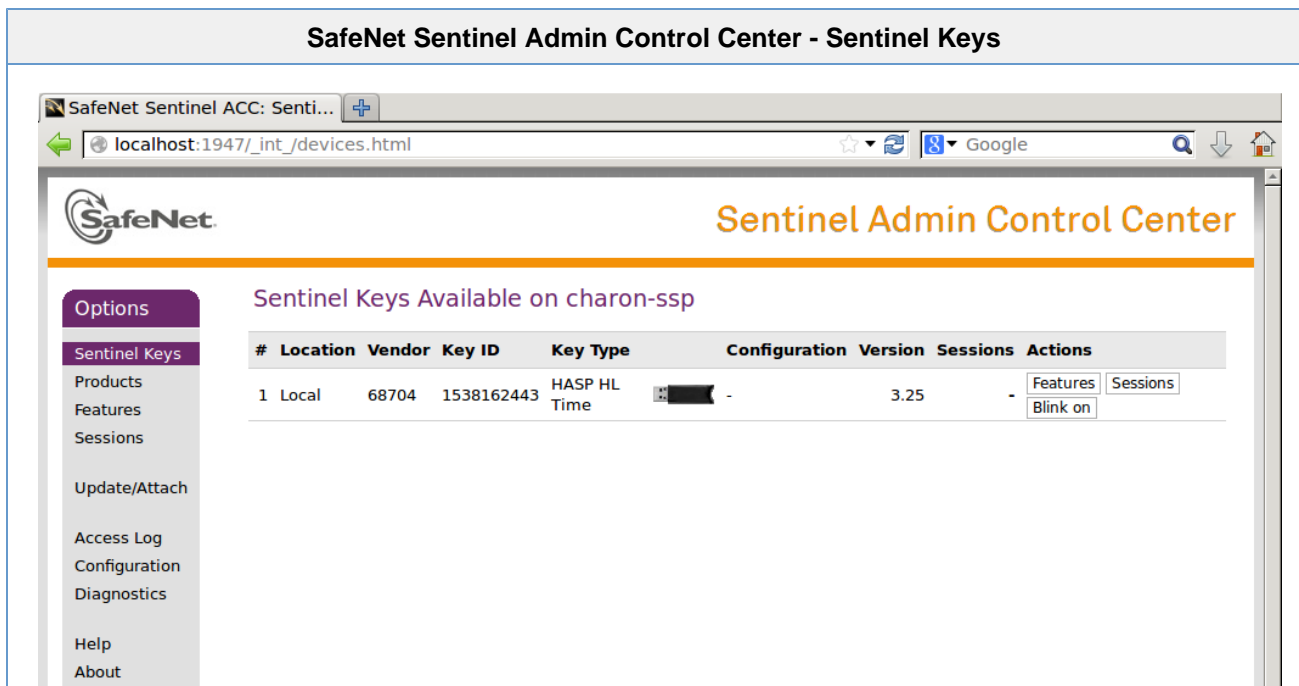 SafeNet Sentinel Admin Control Center - Sentinel Keys
SafeNet Sentinel ACC: Senti...
localhost:1947/_int_/devices.html
Google
SafeNet.
Sentinel Admin Control Center
Options
Sentinel Keys
Products
Features
Sessions
Update/Attach
Access Log
Configuration
Diagnostics
Help
About
Sentinel Keys Available on charon-ssp
# Location Vendor Key ID Key Type Configuration Version Sessions Actions
1 Local 68704 1538162443 HASP HL Time - 3.25 - Features Sessions
Blink on